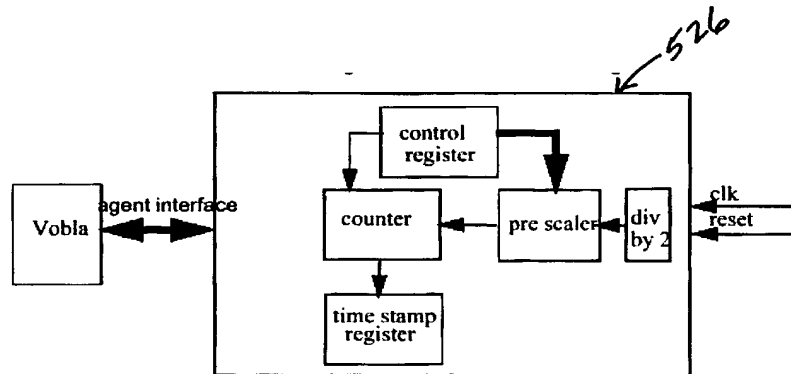 526
control
register
agent interface
Vobla
counter
pre scaler
div
by 2
clk
reset
time stamp
register